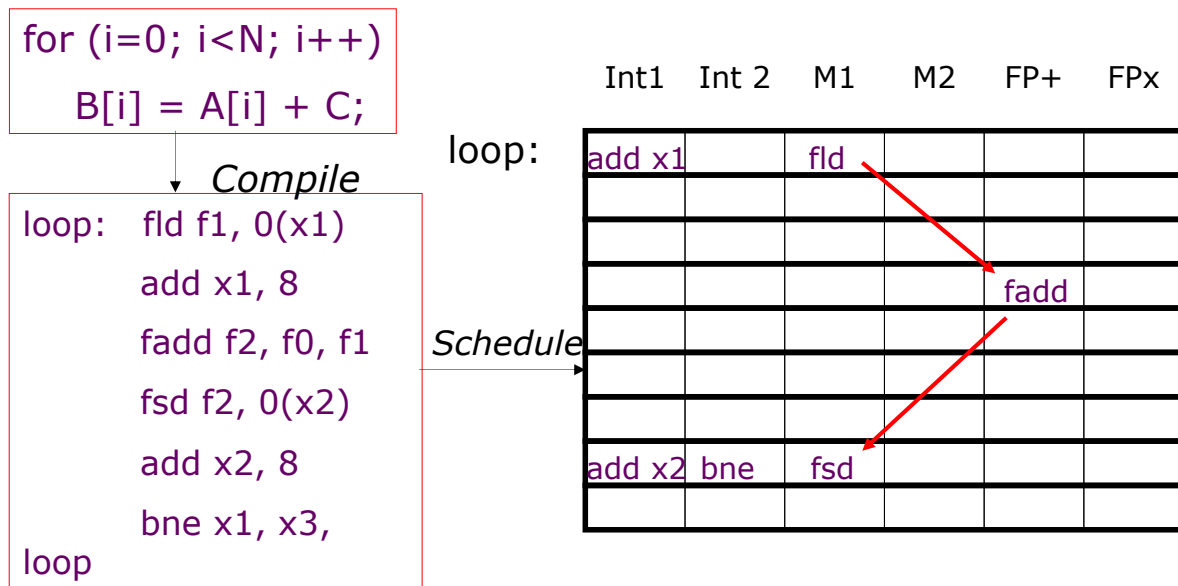 for (i=0; i<N; i++)
B[i] = A[i] + C;
Compile
loop: fld f1, 0(x1)
add x1, 8
fadd f2, f0, f1
fsd f2, 0(x2)
add x2, 8
bne x1, x3,
loop
Schedule
Int1 Int 2 M1 M2 FP+ FPx
loop:
add x1 fld
fadd
add x2 bne fsd